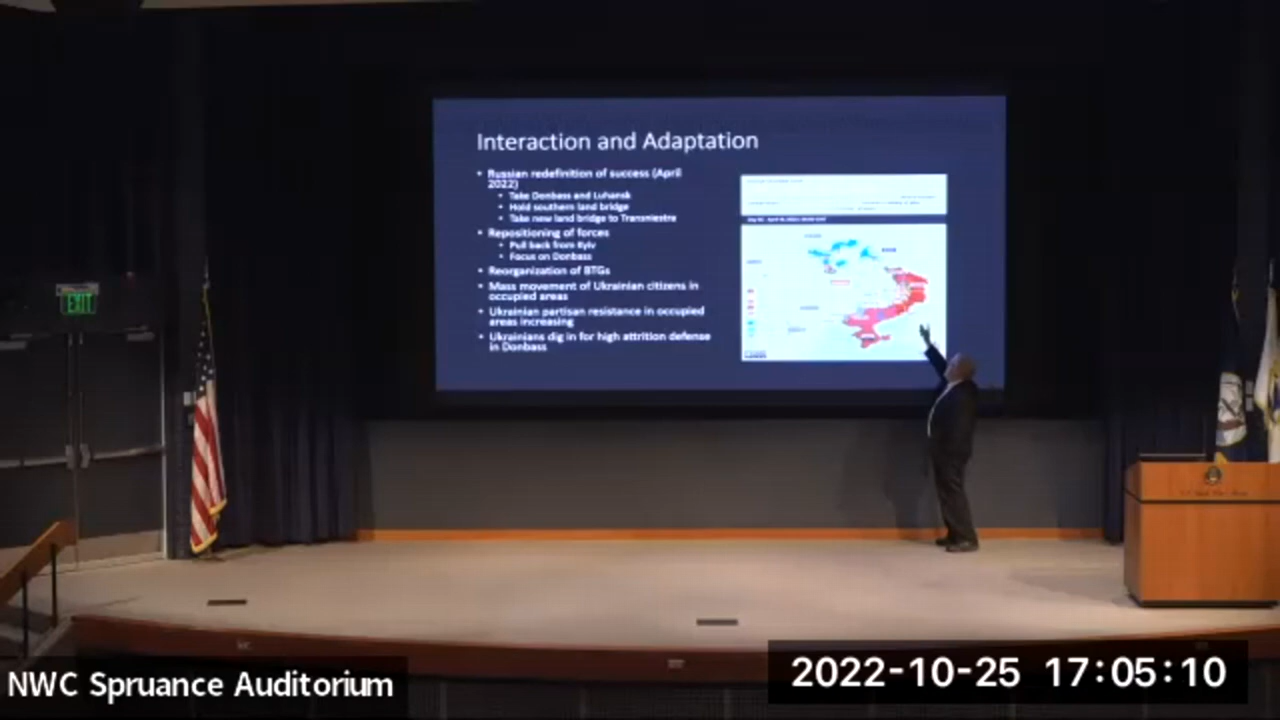 Interaction and Adaptation
• Russian redefinition of success (April
2022)
• Take Donbass and Luhansk
• Hold southern land bridge
• Take new land bridge to Transniestra
• Repositioning of forces
• Pull back from Kyiv
• Focus on Donbass
• Reorganization of BTGs
• Mass movement of Ukrainian citizens in
occupied areas
• Ukrainian partisan resistance in occupied
areas increasing
• Ukrainians dig in for high attrition defense
in Donbass
EXIT
NWC Spruance Auditorium
2022-10-25 17:05:10